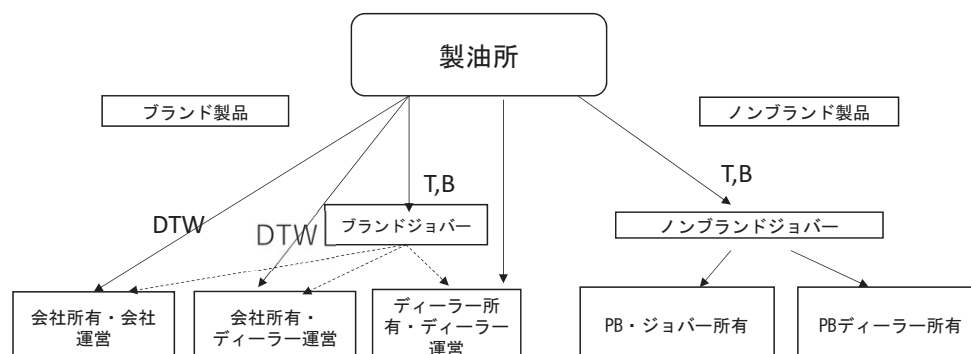 製油所
ブランド製品
ノンブランド製品
T,B
T,B
DTW
DTW
ブランドジョバー
ノンブランドジョバー
会社所有・会社
運営
会社所有・
ディーラー運営
ディーラー所
有・ディーラー
運営
PB・ジョバー所有
PBディーラー所有